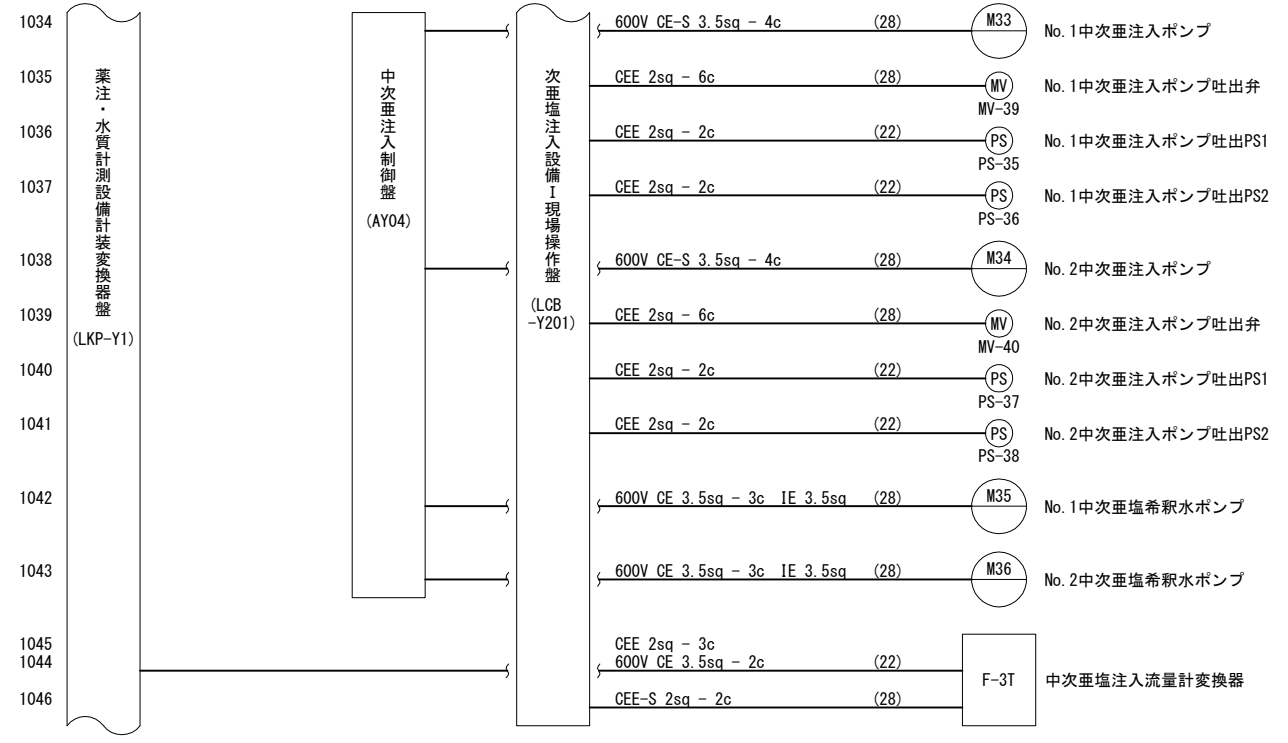 薬注・水質計測設備計装変換器盤
(LKP-Y1)
中次亜注入制御盤
(AY04)
次亜塩注入設備I現場操作盤
(LCB
-Y201)
1034 600V CE-S 3.5sq - 4c (28) M33 No.1中次亜注入ポンプ
1035 CEE 2sq - 6c (28) MV No.1中次亜注入ポンプ吐出弁
MV-39
1036 CEE 2sq - 2c (22) PS No.1中次亜注入ポンプ吐出PS1
PS-35
1037 CEE 2sq - 2c (22) PS No.1中次亜注入ポンプ吐出PS2
PS-36
1038 600V CE-S 3.5sq - 4c (28) M34 No.2中次亜注入ポンプ
1039 CEE 2sq - 6c (28) MV No.2中次亜注入ポンプ吐出弁
MV-40
1040 CEE 2sq - 2c (22) PS No.2中次亜注入ポンプ吐出PS1
PS-37
1041 CEE 2sq - 2c (22) PS No.2中次亜注入ポンプ吐出PS2
PS-38
1042 600V CE 3.5sq - 3c IE 3.5sq (28) M35 No.1中次亜塩希釈水ポンプ
1043 600V CE 3.5sq - 3c IE 3.5sq (28) M36 No.2中次亜塩希釈水ポンプ
1045 CEE 2sq - 3c
1044 600V CE 3.5sq - 2c (22)
F-3T 中次亜塩注入流量計変換器
1046 CEE-S 2sq - 2c (28)